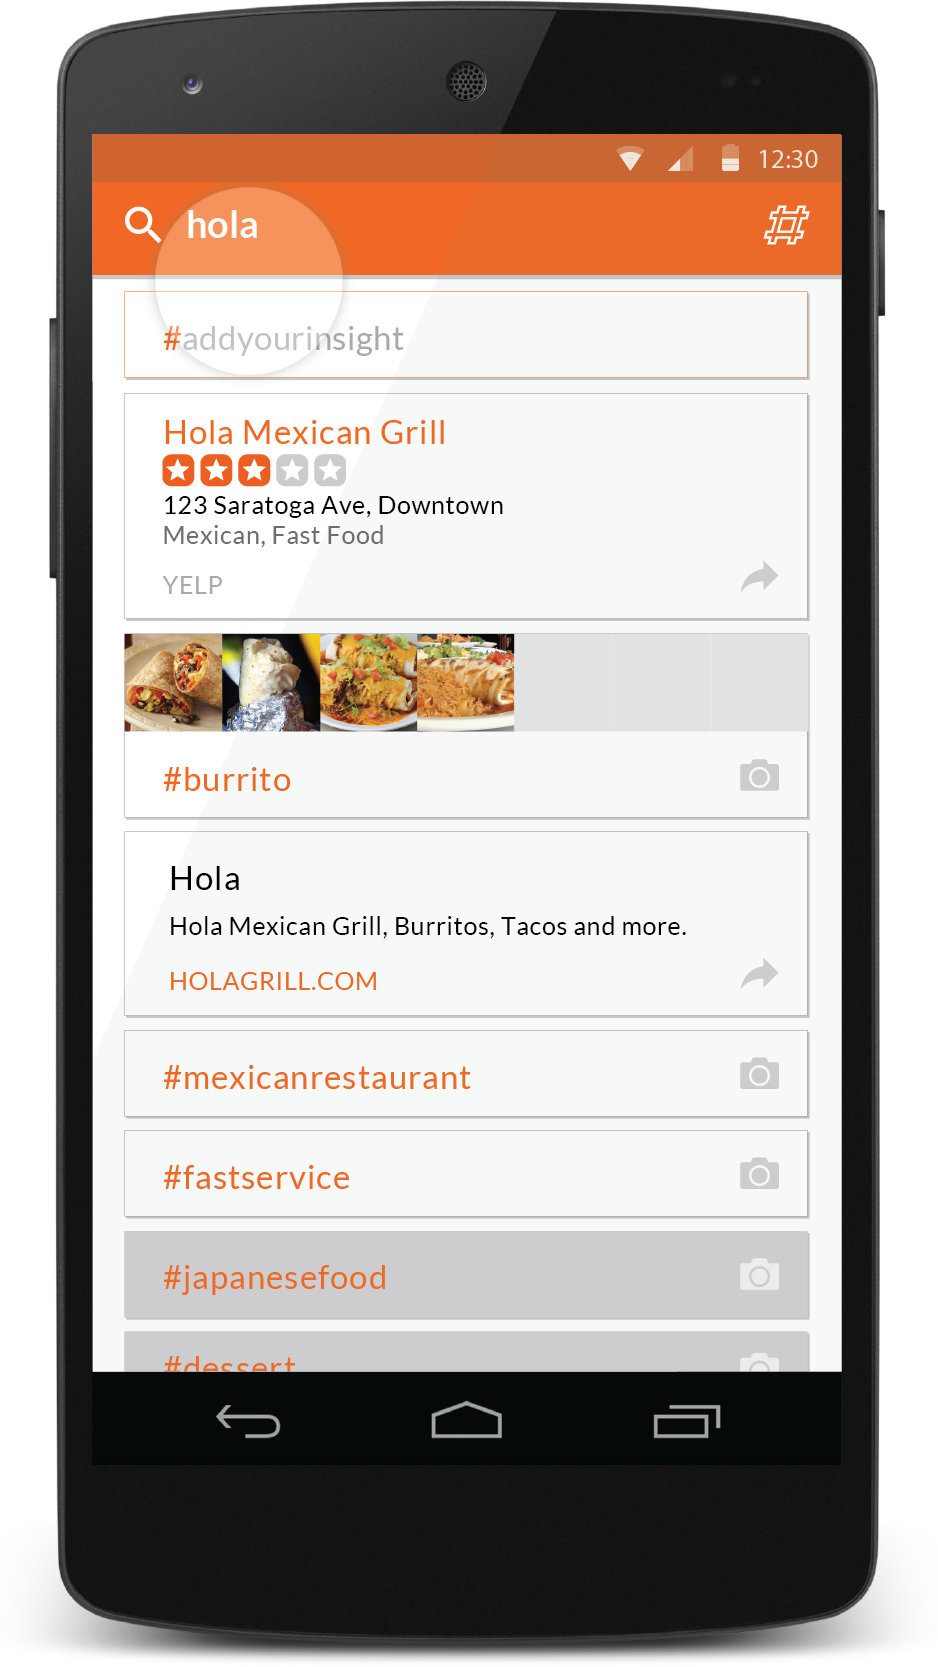 12:30
hola
#addyourinsight
Hola Mexican Grill
123 Saratoga Ave, Downtown
Mexican, Fast Food
YELP
#burrito
Hola
Hola Mexican Grill, Burritos, Tacos and more.
HOLAGRILL.COM
#mexicanrestaurant
#fastservice
#japanesefood
#dessert